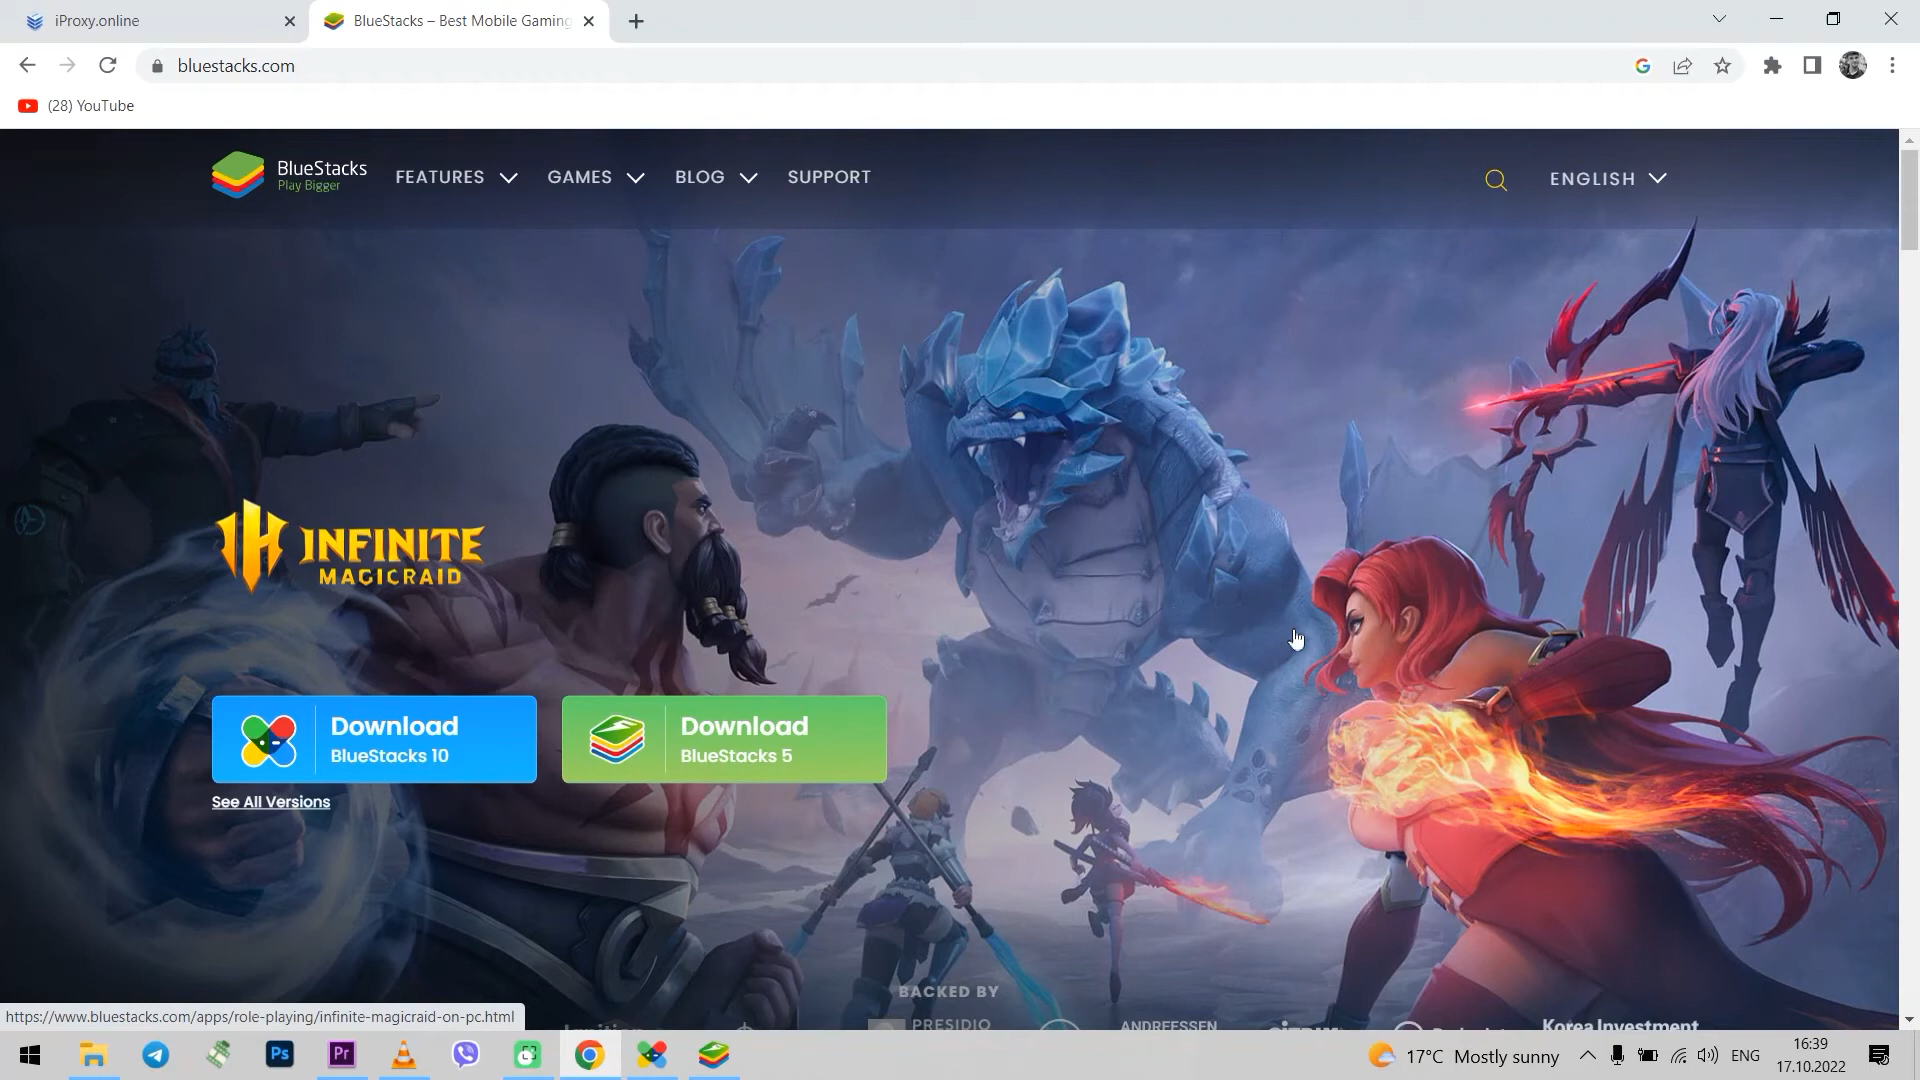 iProxy.online
BlueStacks – Best Mobile Gaming
bluestacks.com
(28) YouTube
BlueStacks
Play Bigger
FEATURES
GAMES
BLOG
SUPPORT
ENGLISH
INFINITE
MAGICRAID
Download
BlueStacks 10
Download
BlueStacks 5
See All Versions
BACKED BY
PRESIDIO
ANDREESSEN
Korea Investment
https://www.bluestacks.com/apps/role-playing/infinite-magicraid-on-pc.html
Ps
Pr
17°C Mostly sunny
ENG
16:39
17.10.2022